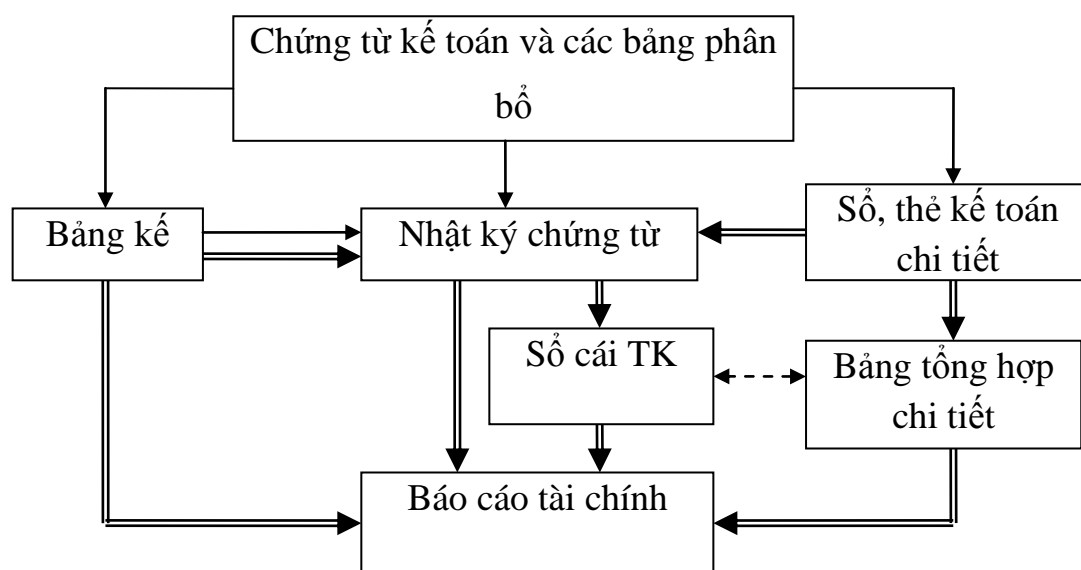 Chứng từ kế toán và các bảng phân
bổ
Bảng kế
Nhật ký chứng từ
Sổ, thẻ kế toán
chi tiết
Sổ cái TK
Bảng tổng hợp
chi tiết
Báo cáo tài chính